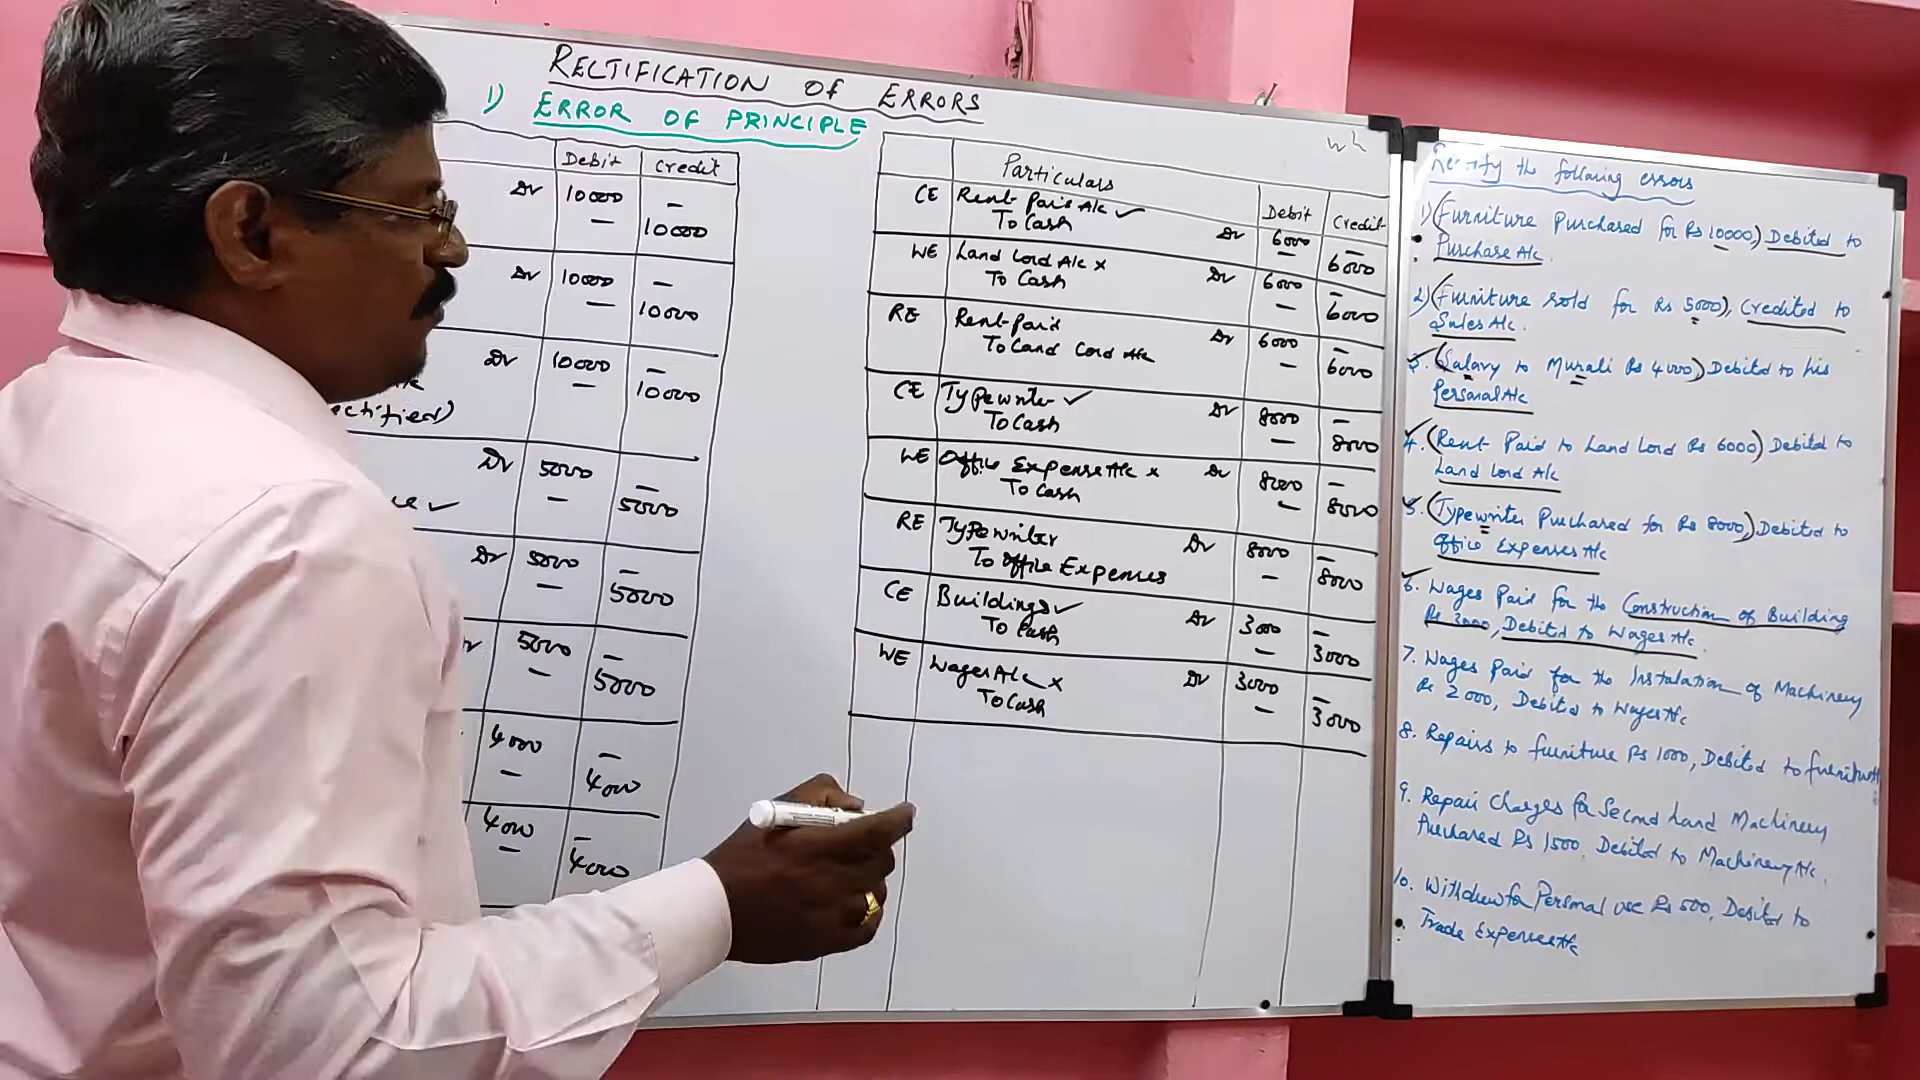 RECTIFICATION OF ERRORS
1) ERROR OF PRINCIPLE
Debit Credit
Dr 10000 –
– 10000
Dr 10000 –
– 10000
Dr 10000 –
– 10000
ectified)
Dr 5000 –
– 5000
Dr 5000 –
– 5000
5000 –
– 5000
4000 –
– 4000
4000 –
– 4000
Particulars Debit Credit
CE Rent Paid A/c ✓ Dr 6000 –
To Cash – 6000
WE Land Lord A/c x Dr 6000 –
To Cash – 6000
RE Rent paid Dr 6000 –
To Land Lord A/c – 6000
CE Typewriter ✓ Dr 8000 –
To Cash – 8000
WE Office Expenses A/c x Dr 8000 –
To Cash – 8000
RE Typewriter Dr 8000 –
To Office Expenses – 8000
CE Buildings ✓ Dr 3000 –
To Cash – 3000
WE Wages A/c x Dr 3000 –
To Cash – 3000
the following errors
1) (Furniture Purchased for Rs 10000,) Debited to
Purchase A/c.
2) (Furniture sold for Rs 5000), Credited to
Sales A/c.
3. (Salary to Murali Rs 4000) Debited to his
Personal A/c
4. (Rent Paid to Land Lord Rs 6000) Debited to
Land Lord A/c
5. (Typewriter Purchased for Rs 8000,) Debited to
Office Expenses A/c
6. Wages Paid for the Construction of Building
Rs 3000, Debited to Wages A/c.
7. Wages Paid for the Instalation of Machinery
Rs 2000, Debited to Wages A/c
8. Repairs to furniture Rs 1000, Debited to furniture
9. Repair Charges for Second hand Machinery
Purchased Rs 1500, Debited to Machinery A/c.
10. Withdrew for Personal use Rs 500, Debited to
Trade Expenses A/c